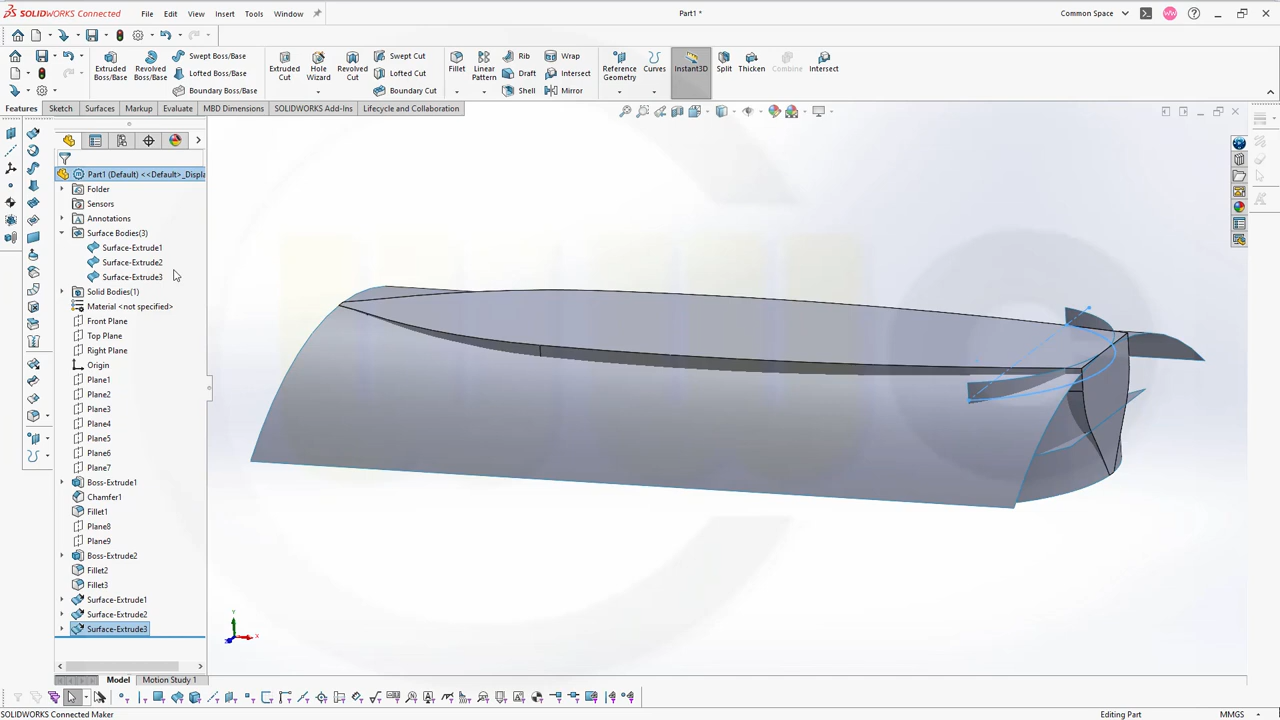 SOLIDWORKS Connected
File Edit View Insert Tools Window
Part1 *
Common Space
Extruded Boss/Base
Revolved Boss/Base
Swept Boss/Base
Lofted Boss/Base
Boundary Boss/Base
Extruded Cut
Hole Wizard
Revolved Cut
Swept Cut
Lofted Cut
Boundary Cut
Fillet
Linear Pattern
Rib
Draft
Shell
Wrap
Intersect
Mirror
Reference Geometry
Curves
Instant3D
Split
Thicken
Combine
Intersect
Features Sketch Surfaces Markup Evaluate MBD Dimensions SOLIDWORKS Add-Ins Lifecycle and Collaboration
Part1 (Default) <<Default>_Displa
Folder
Sensors
Annotations
Surface Bodies(3)
Surface-Extrude1
Surface-Extrude2
Surface-Extrude3
Solid Bodies(1)
Material <not specified>
Front Plane
Top Plane
Right Plane
Origin
Plane1
Plane2
Plane3
Plane4
Plane5
Plane6
Plane7
Boss-Extrude1
Chamfer1
Fillet1
Plane8
Plane9
Boss-Extrude2
Fillet2
Fillet3
Surface-Extrude1
Surface-Extrude2
Surface-Extrude3
Y
X
Model Motion Study 1
SOLIDWORKS Connected Maker
Editing Part
MMGS